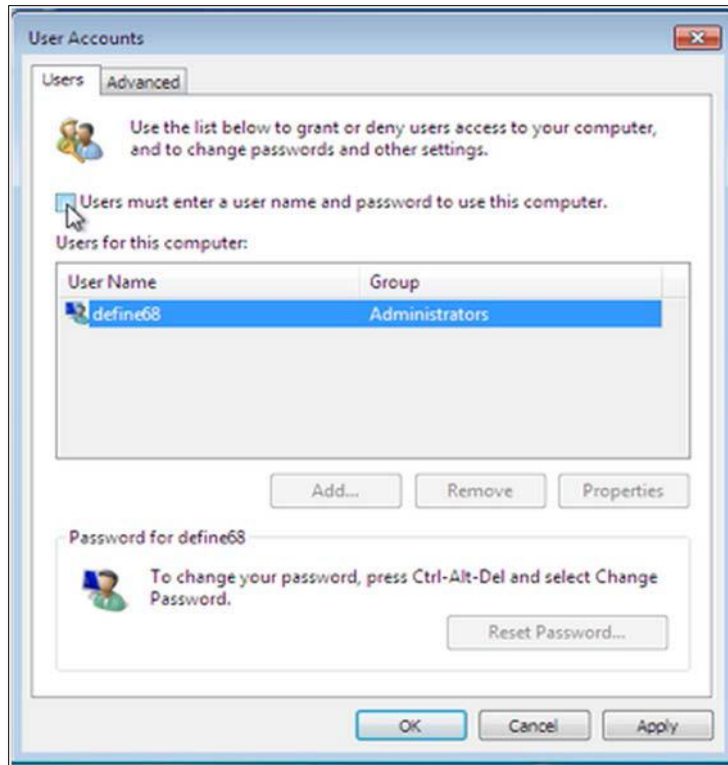 User Accounts
Users
Advanced
Use the list below to grant or deny users access to your computer,
and to change passwords and other settings.
Users must enter a user name and password to use this computer.
Users for this computer:
User Name Group
define68 Administrators
Add... Remove Properties
Password for define68
To change your password, press Ctrl-Alt-Del and select Change
Password.
Reset Password...
OK Cancel Apply